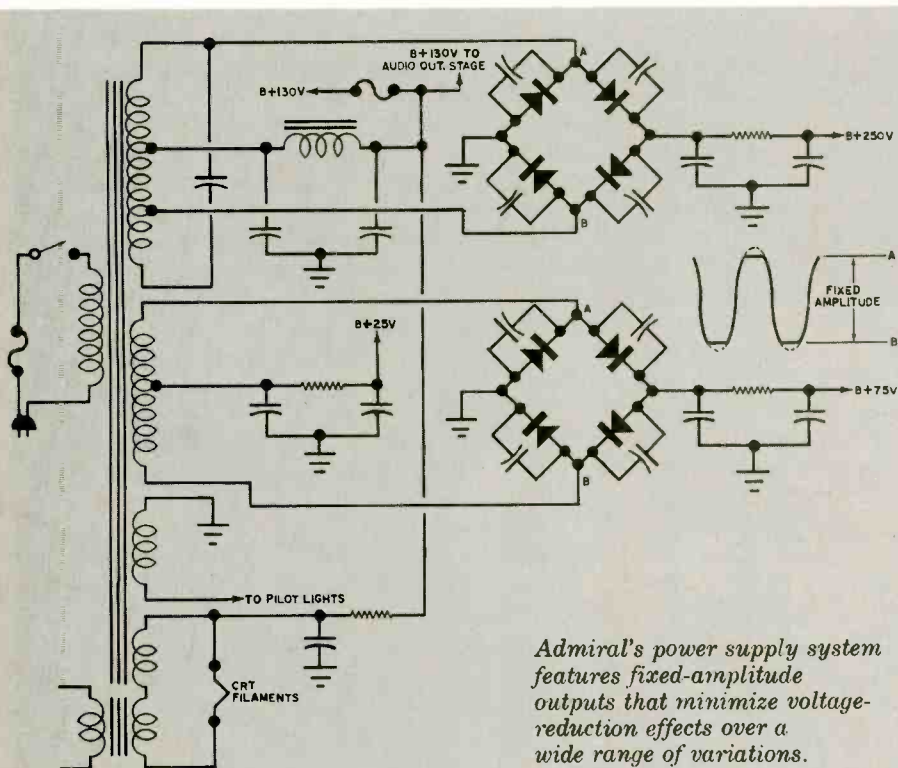 B+130V TO
AUDIO OUT. STAGE
B+130V
A
B+250V
B
A
FIXED
AMPLITUDE
B
B+25V
A
B+75V
B
TO PILOT LIGHTS
CRT
FILAMENTS
Admiral's power supply system
features fixed-amplitude
outputs that minimize voltage-
reduction effects over a
wide range of variations.